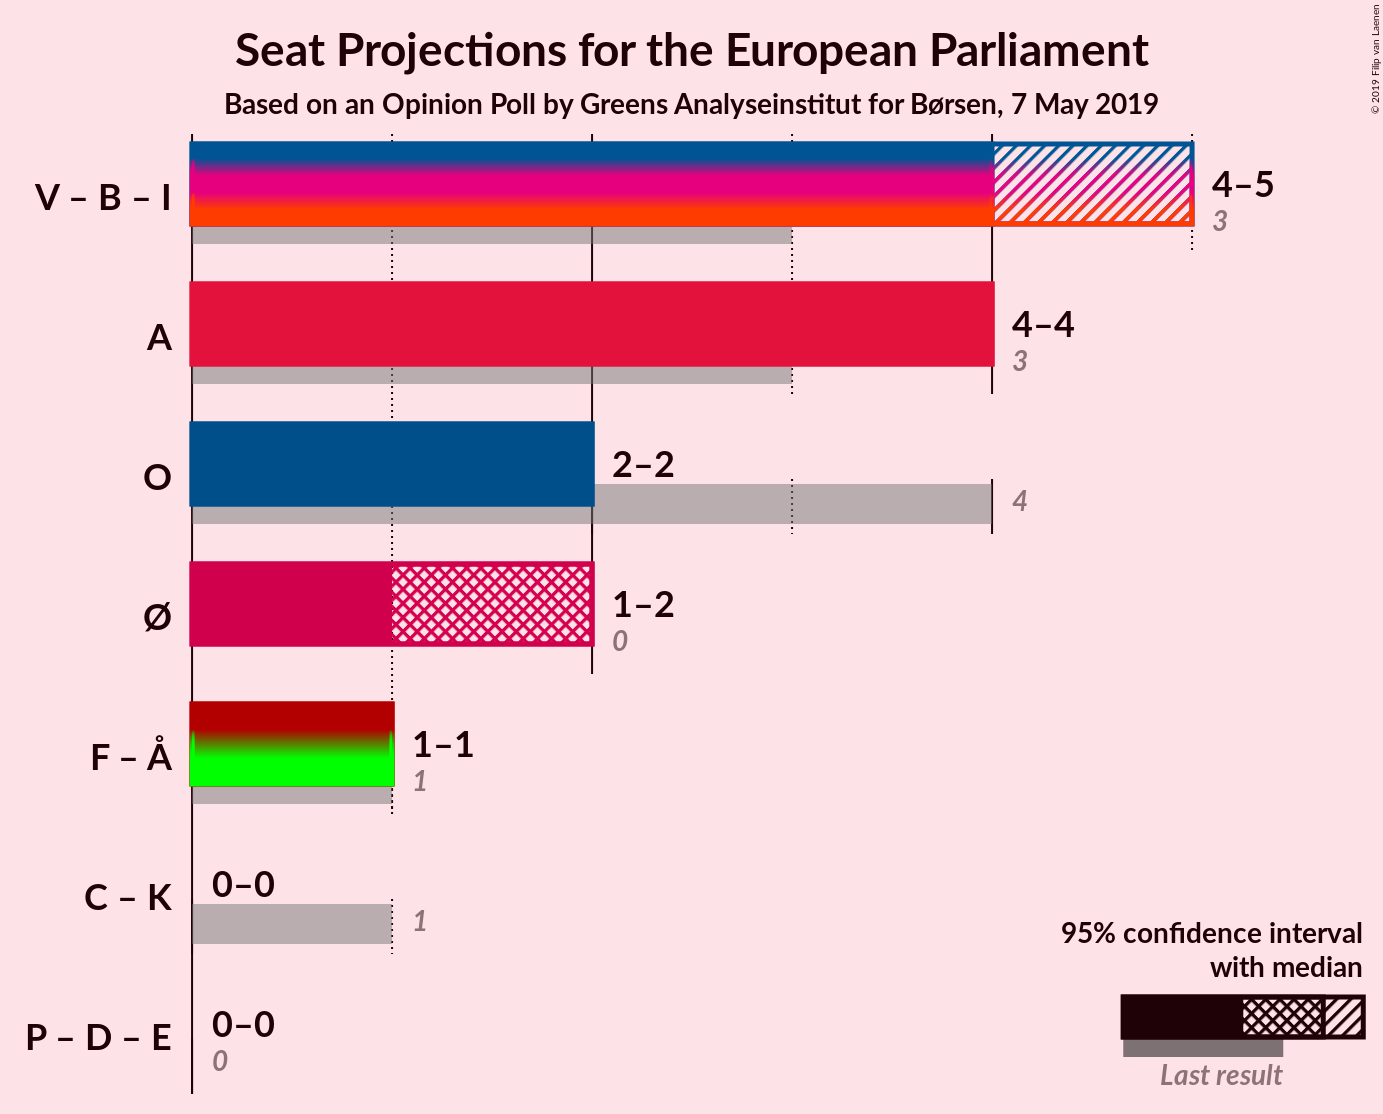 Seat Projections for the European Parliament
Based on an Opinion Poll by Greens Analyseinstitut for Børsen, 7 May 2019
© 2019 Filip van Laenen
V – B – I
4–5
3
A
4–4
3
O
2–2
4
Ø
1–2
0
F – Å
1–1
1
C – K
0–0
1
P – D – E
0–0
0
95% confidence interval
with median
Last result